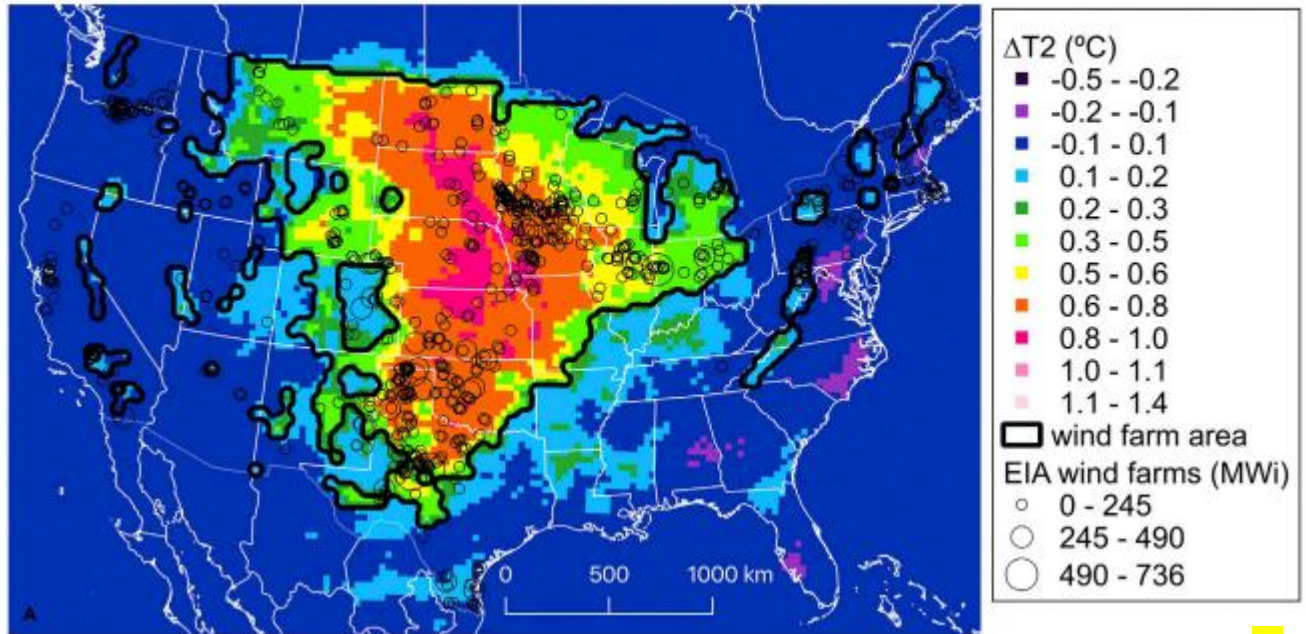 ΔT2 (ºC)
-0.5 - -0.2
-0.2 - -0.1
-0.1 - 0.1
0.1 - 0.2
0.2 - 0.3
0.3 - 0.5
0.5 - 0.6
0.6 - 0.8
0.8 - 1.0
1.0 - 1.1
1.1 - 1.4
wind farm area
EIA wind farms (MWi)
0 - 245
245 - 490
490 - 736
0 500 1000 km
A